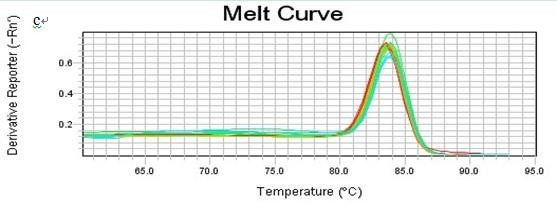 C↵
Melt Curve
Derivative Reporter (−Rn')
0.6
0.4
0.2
65.0 70.0 75.0 80.0 85.0 90.0 95.0
Temperature (°C)